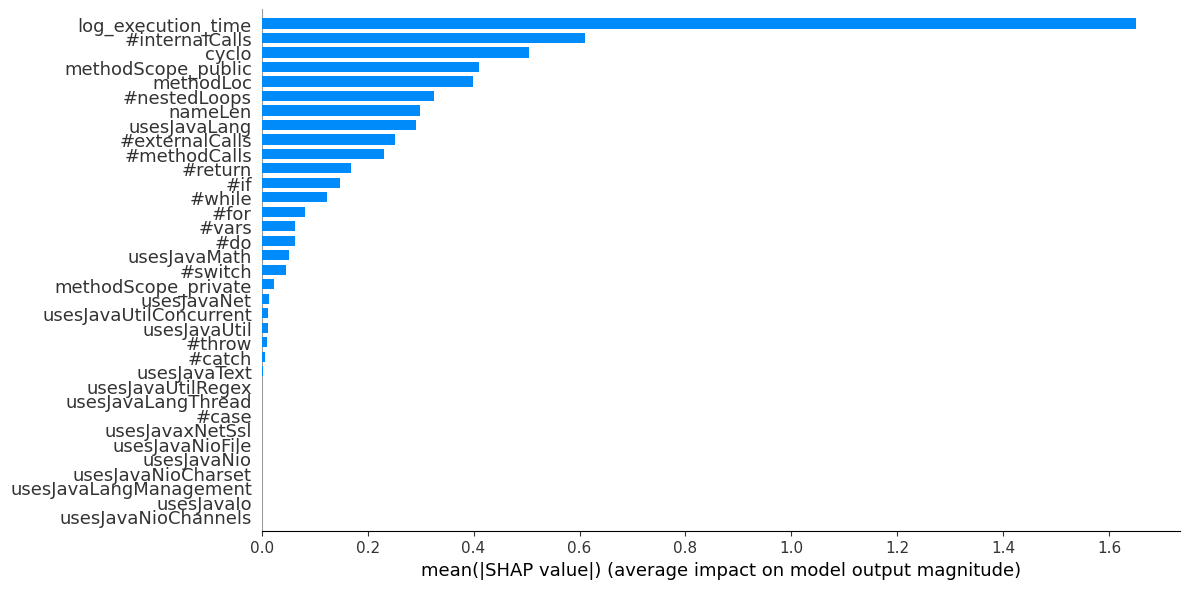 log_execution_time
#internalCalls
cyclo
methodScope_public
methodLoc
#nestedLoops
nameLen
usesJavaLang
#externalCalls
#methodCalls
#return
#if
#while
#for
#vars
#do
usesJavaMath
#switch
methodScope_private
usesJavaNet
usesJavaUtilConcurrent
usesJavaUtil
#throw
#catch
usesJavaText
usesJavaUtilRegex
usesJavaLangThread
#case
usesJavaxNetSsl
usesJavaNioFile
usesJavaNio
usesJavaNioCharset
usesJavaLangManagement
usesJavaIo
usesJavaNioChannels
0.0 0.2 0.4 0.6 0.8 1.0 1.2 1.4 1.6
mean(|SHAP value|) (average impact on model output magnitude)